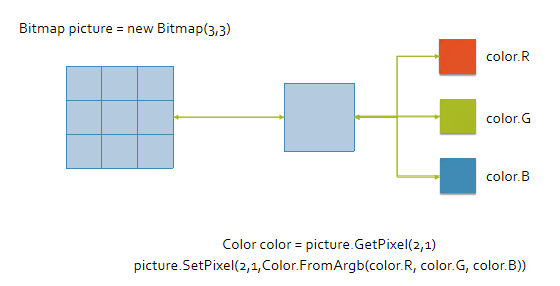 Bitmap picture = new Bitmap(3,3)
color.R
color.G
color.B
Color color = picture.GetPixel(2,1)
picture.SetPixel(2,1,Color.FromArgb(color.R, color.G, color.B))